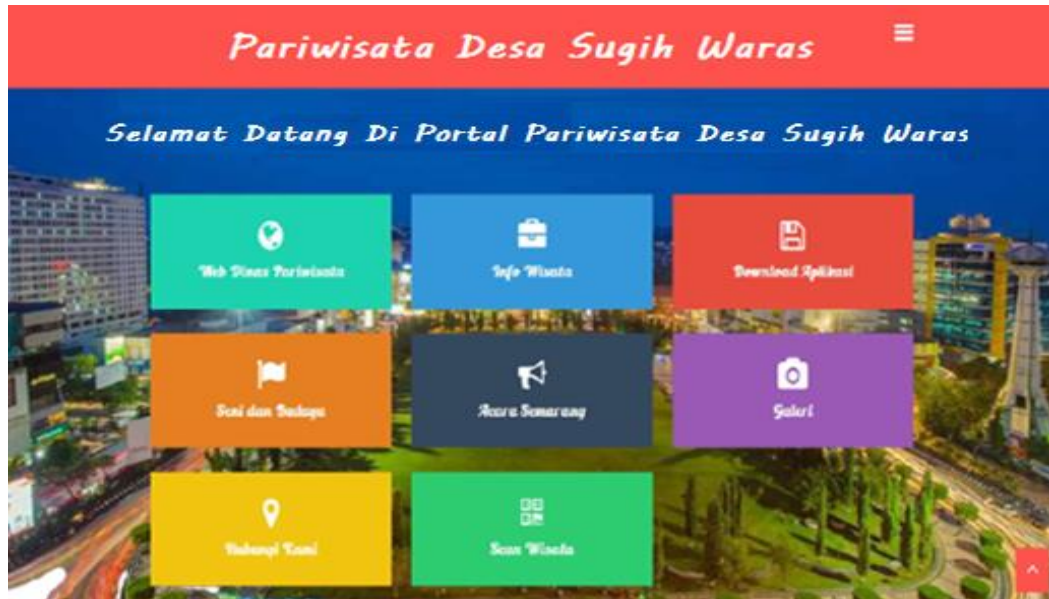 Pariwisata Desa Sugih Waras
Selamat Datang Di Portal Pariwisata Desa Sugih Waras
Web Dinas Pariwisata
Info Wisata
Download Aplikasi
Seni dan Budaya
Acara Semarang
Galeri
Hubungi Kami
Scan Wisata